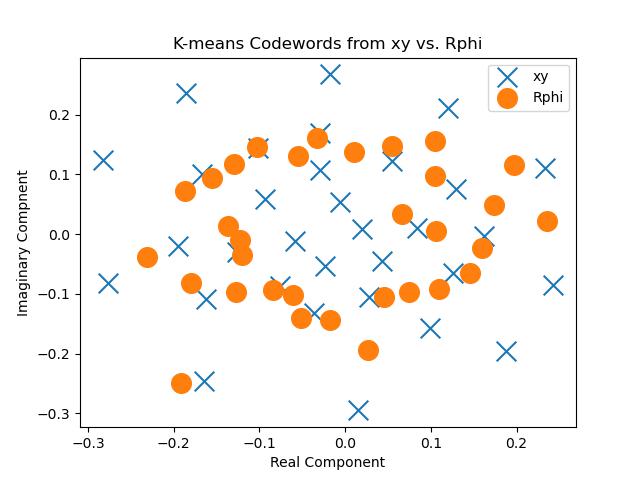 K-means Codewords from xy vs. Rphi
xy
Rphi
0.2
0.1
0.0
−0.1
−0.2
−0.3
Imaginary Compnent
−0.3 −0.2 −0.1 0.0 0.1 0.2
Real Component